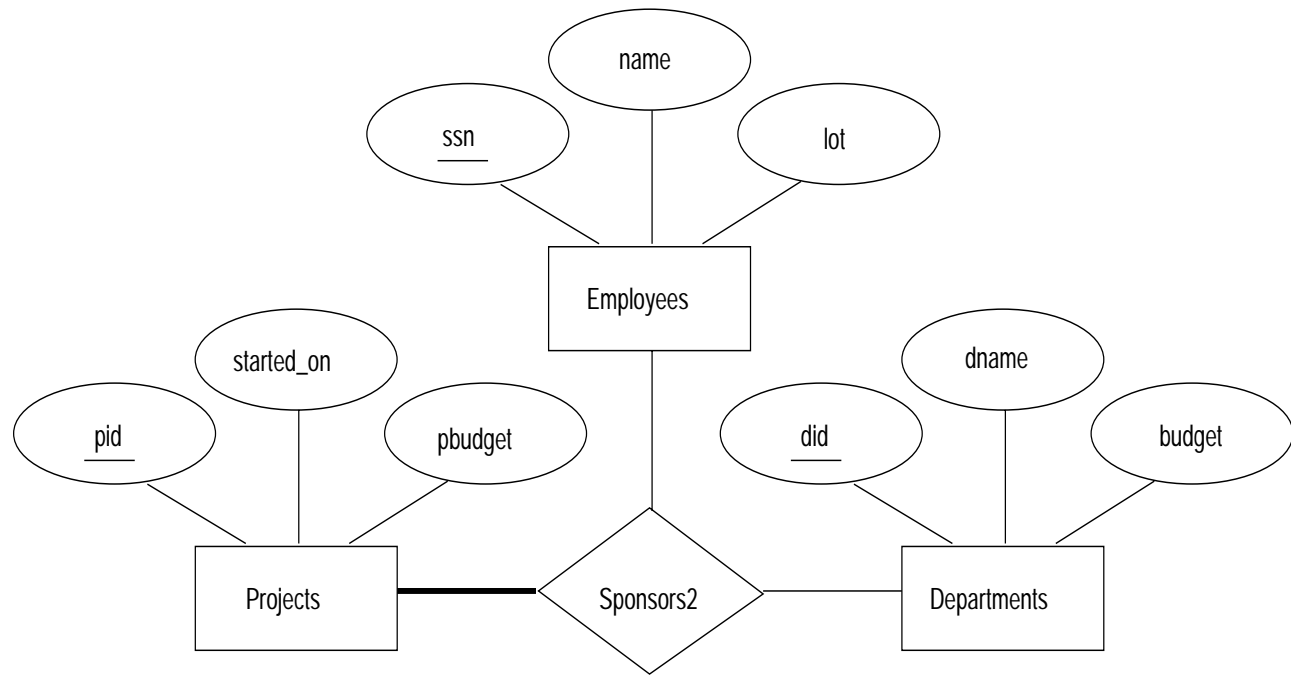 name
ssn
lot
Employees
started_on
dname
pid
pbudget
did
budget
Projects
Sponsors2
Departments